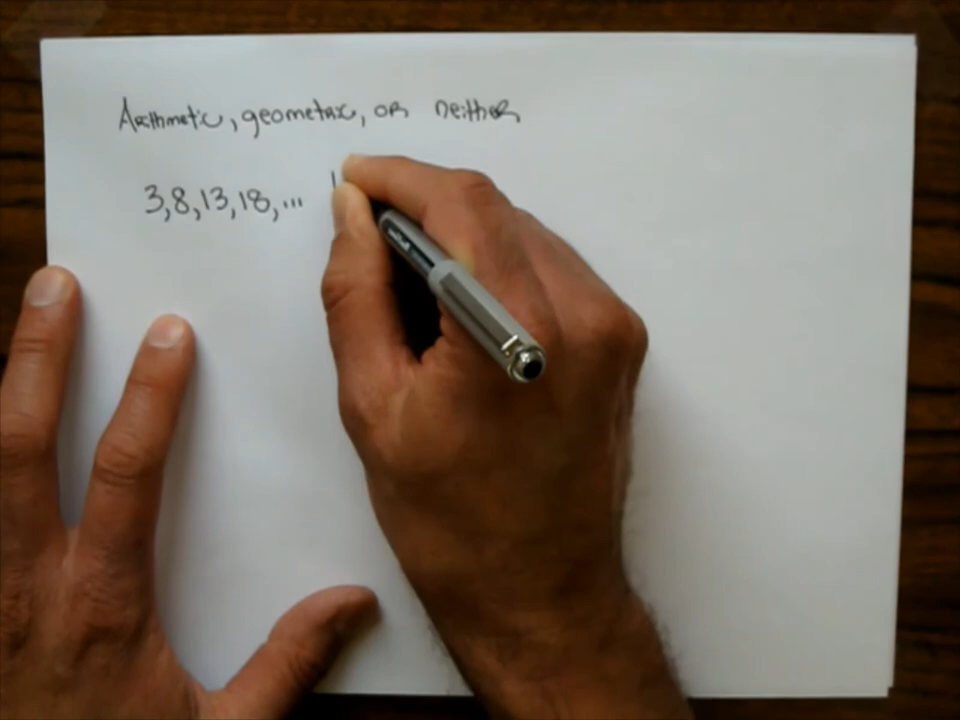 Arithmetic, geometric, or neither
3,8,13,18,...